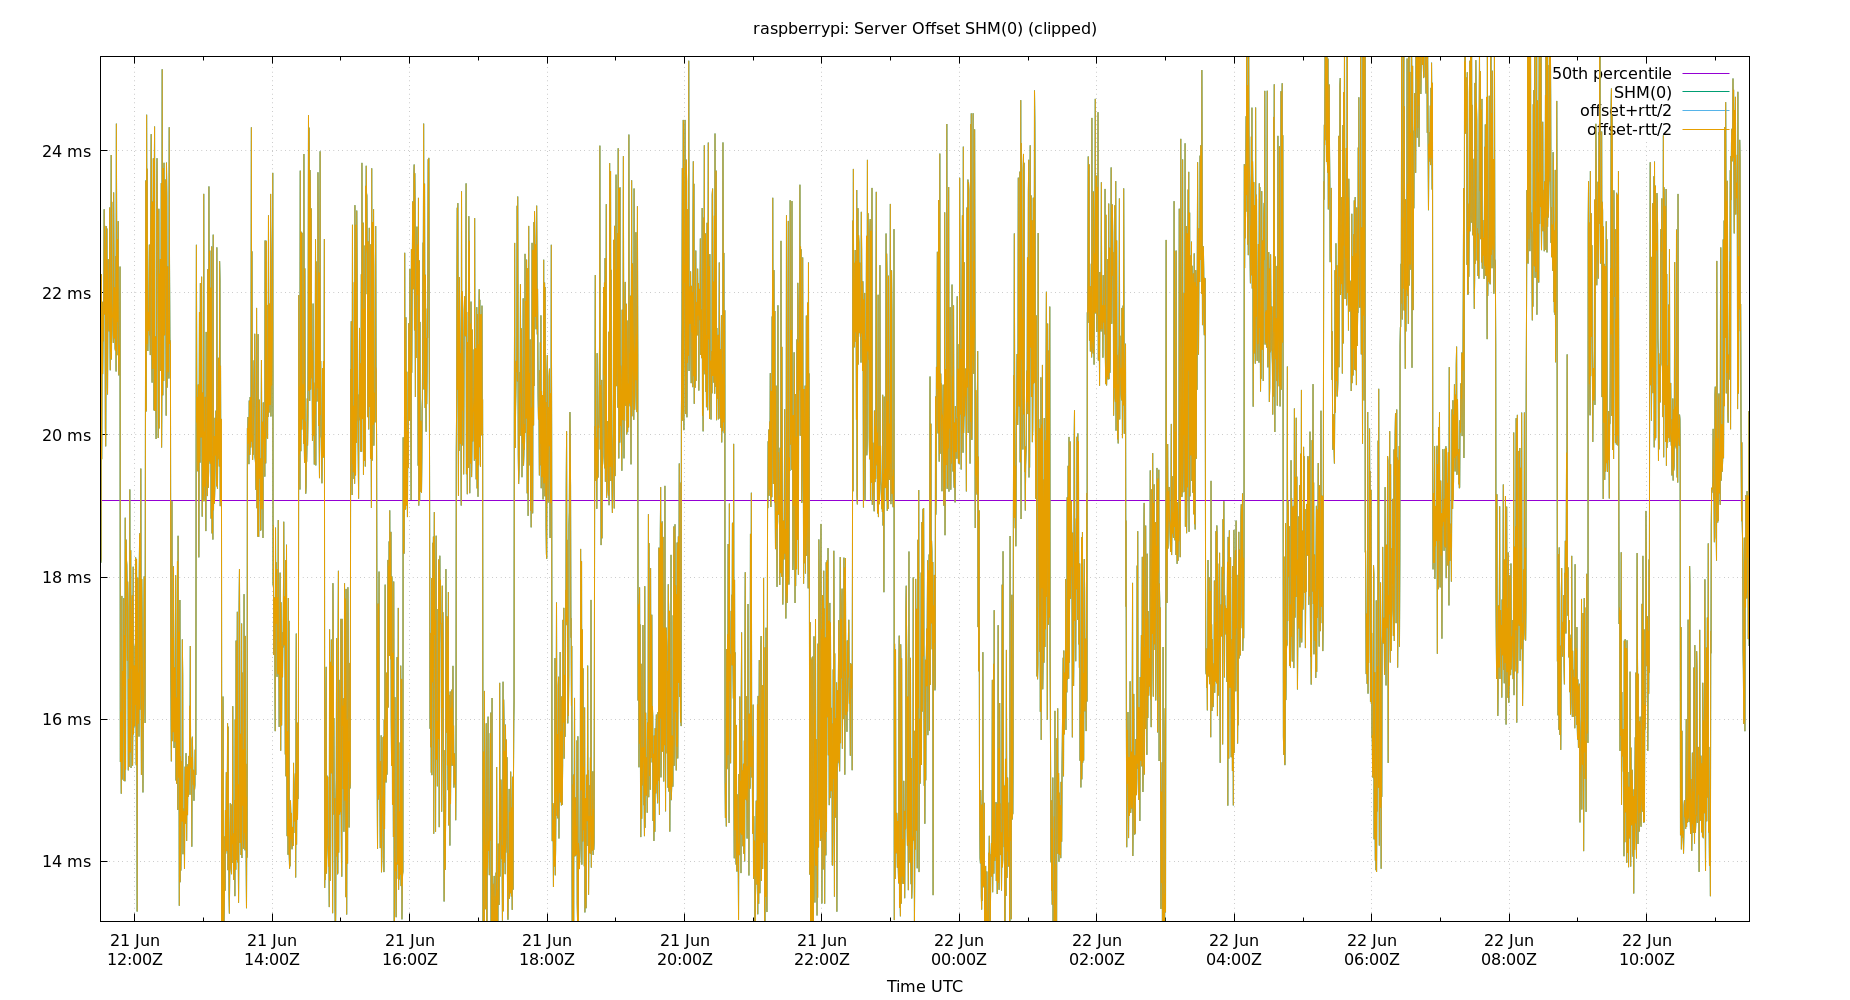 raspberrypi: Server Offset SHM(0) (clipped)
50th percentile
SHM(0)
offset+rtt/2
offset-rtt/2
24 ms
22 ms
20 ms
18 ms
16 ms
14 ms
21 Jun 21 Jun 21 Jun 21 Jun 21 Jun 21 Jun 22 Jun 22 Jun 22 Jun 22 Jun 22 Jun 22 Jun
12:00Z 14:00Z 16:00Z 18:00Z 20:00Z 22:00Z 00:00Z 02:00Z 04:00Z 06:00Z 08:00Z 10:00Z
Time UTC